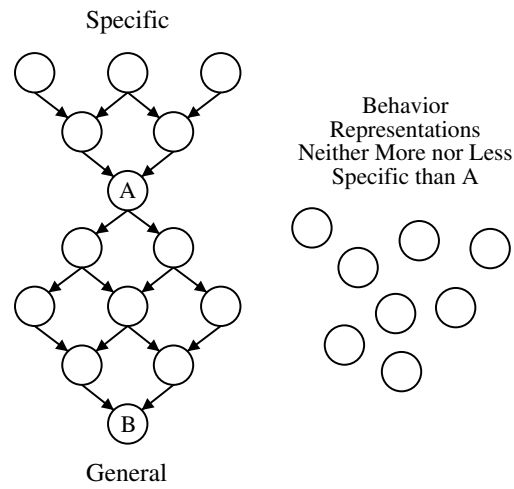 Specific
Behavior
Representations
Neither More nor Less
Specific than A
A
B
General